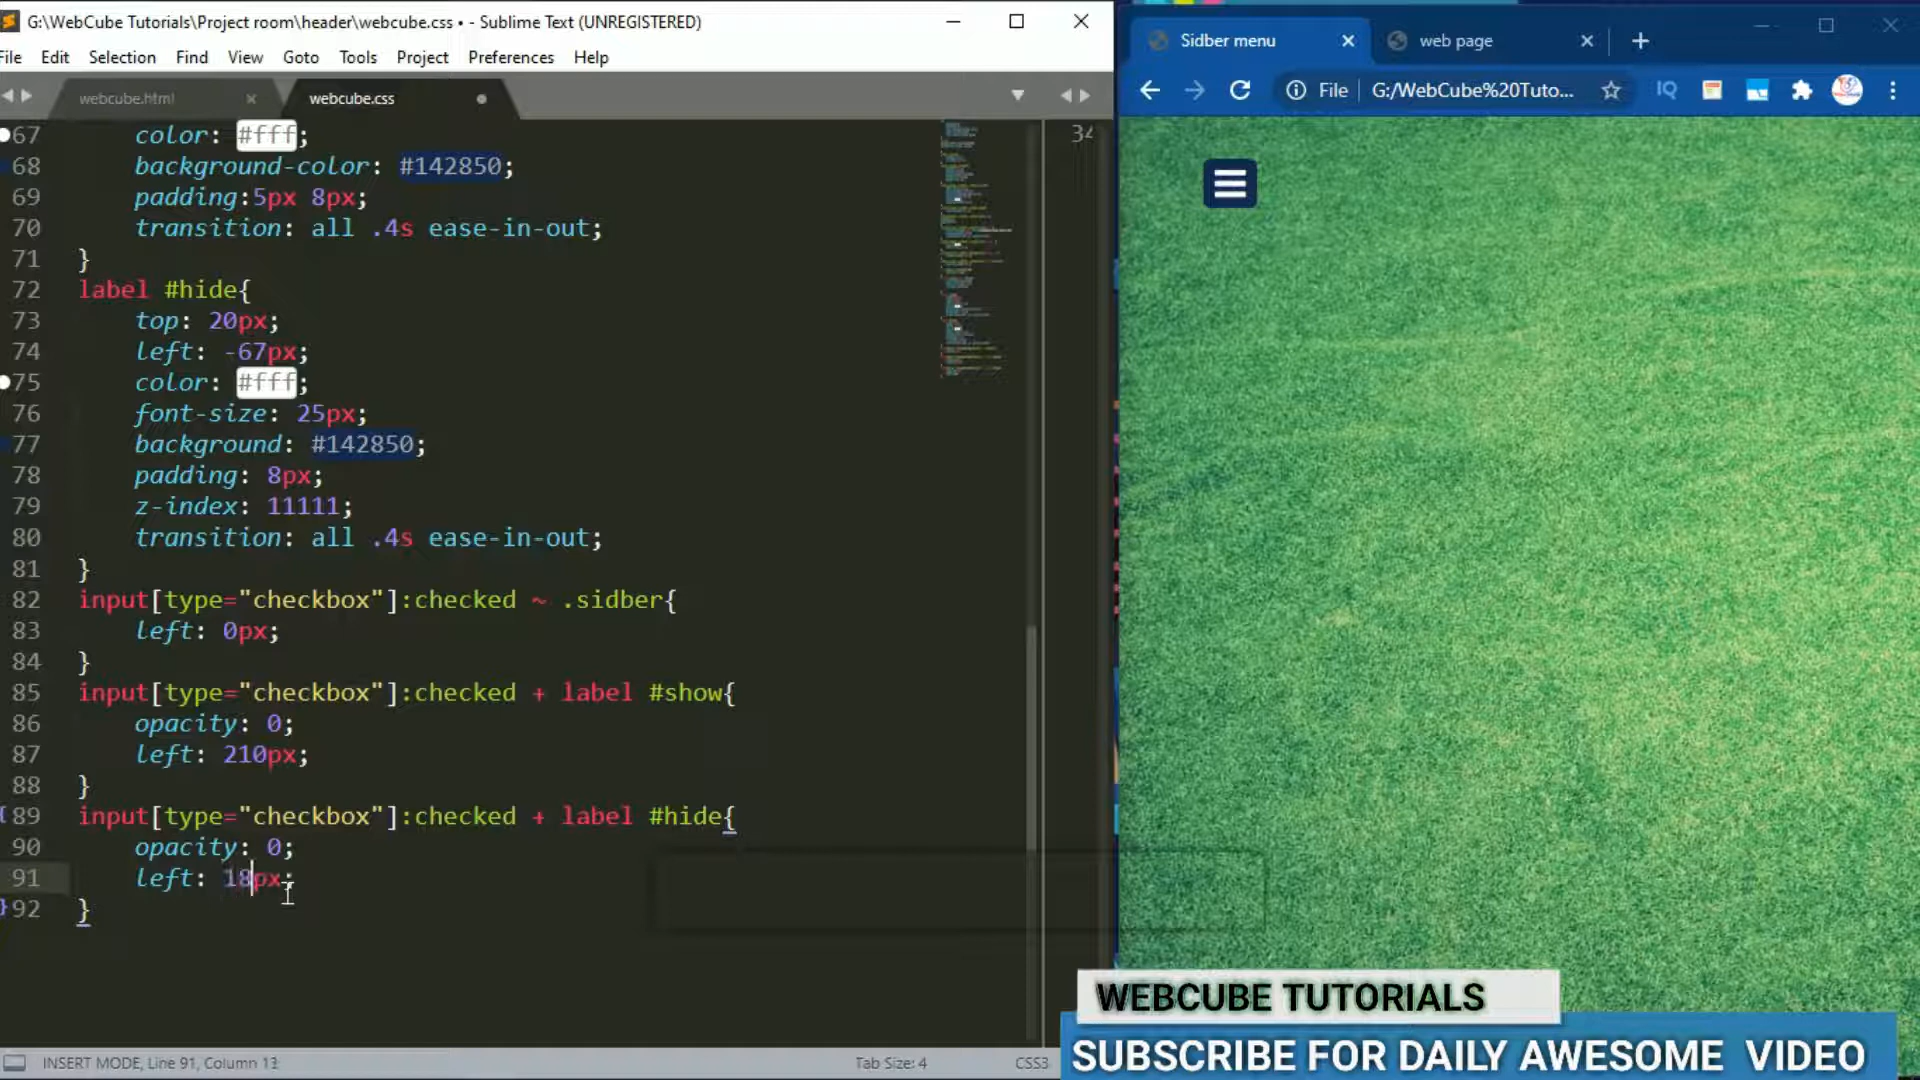 G:\WebCube Tutorials\Project room\header\webcube.css • - Sublime Text (UNREGISTERED)
File Edit Selection Find View Goto Tools Project Preferences Help
webcube.html
webcube.css
67 color: #fff;
68 background-color: #142850;
69 padding:5px 8px;
70 transition: all .4s ease-in-out;
71 }
72 label #hide{
73 top: 20px;
74 left: -67px;
75 color: #fff;
76 font-size: 25px;
77 background: #142850;
78 padding: 8px;
79 z-index: 11111;
80 transition: all .4s ease-in-out;
81 }
82 input[type="checkbox"]:checked ~ .sidber{
83 left: 0px;
84 }
85 input[type="checkbox"]:checked + label #show{
86 opacity: 0;
87 left: 210px;
88 }
89 input[type="checkbox"]:checked + label #hide{
90 opacity: 0;
91 left: 18px;
92 }
34
INSERT MODE, Line 91, Column 13
Tab Size: 4
CSS3
Sidber menu
web page
File
G:/WebCube%20Tuto...
IQ
WEBCUBE TUTORIALS
SUBSCRIBE FOR DAILY AWESOME VIDEO